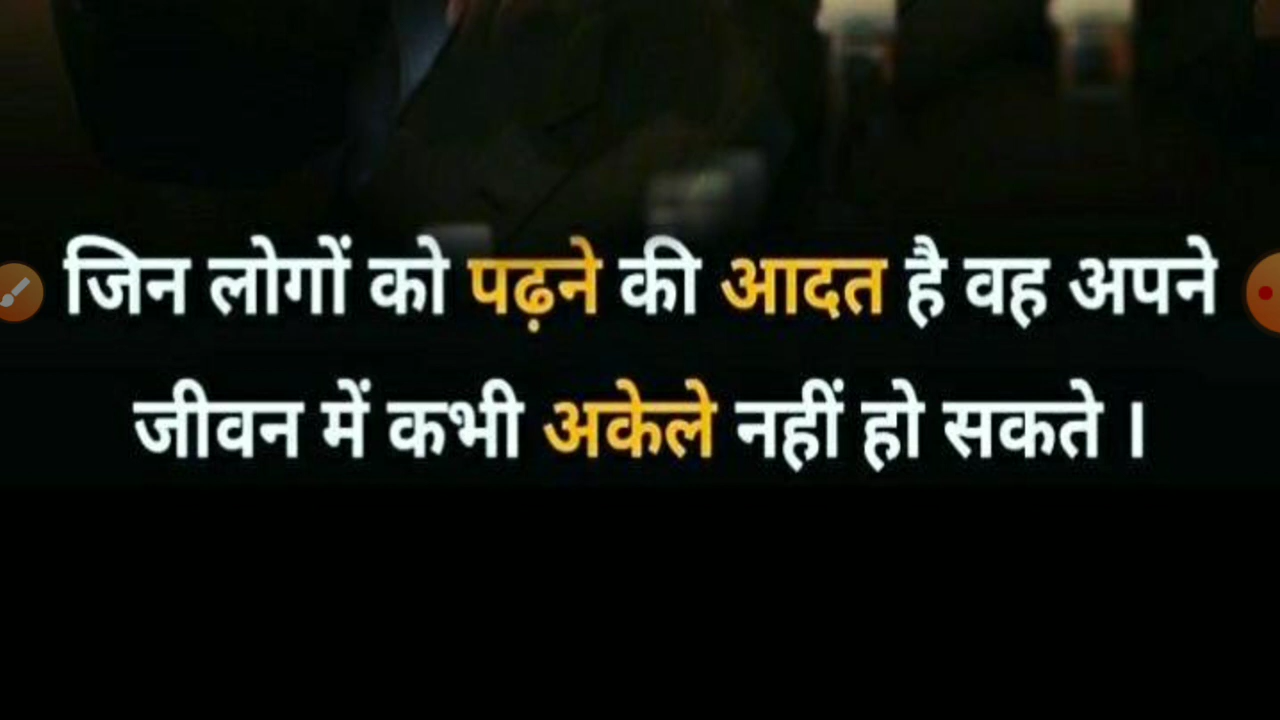 जिन लोगों को पढ़ने की आदत है वह अपने
जीवन में कभी अकेले नहीं हो सकते ।